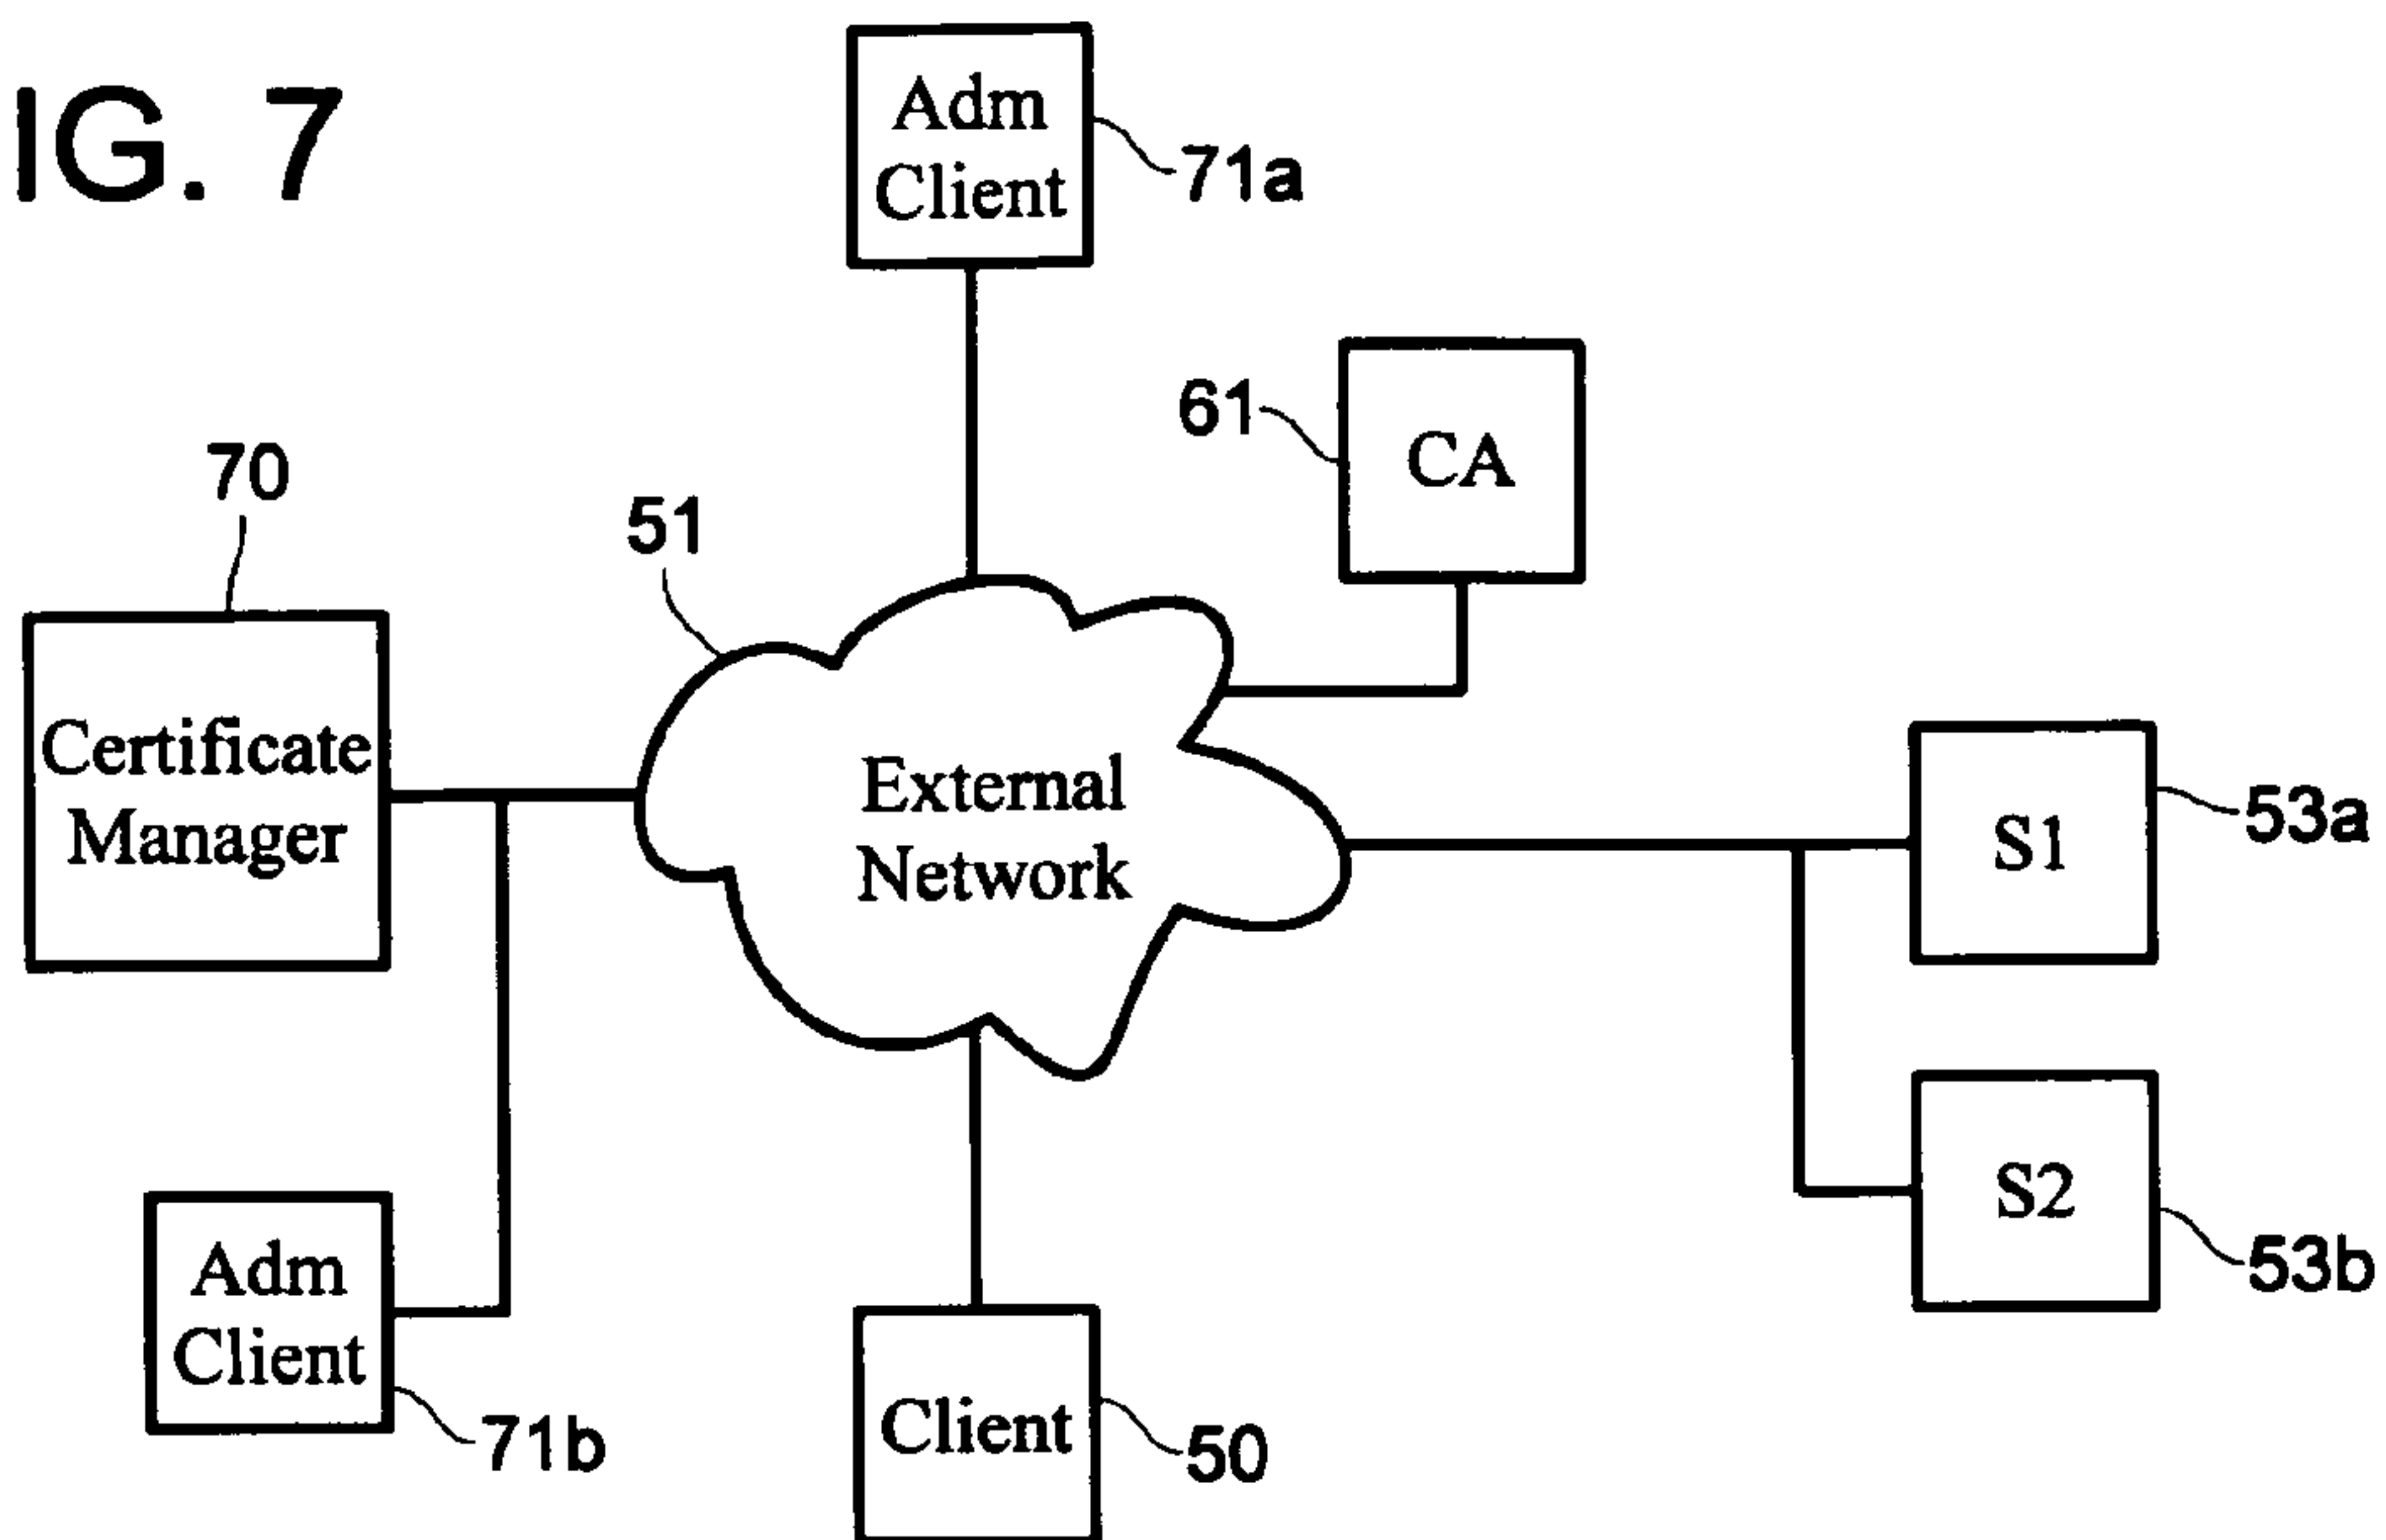 IG. 7
Adm
Client
71a
61
CA
70
51
Certificate
Manager
External
Network
S1
53a
S2
53b
Adm
Client
71b
Client
50